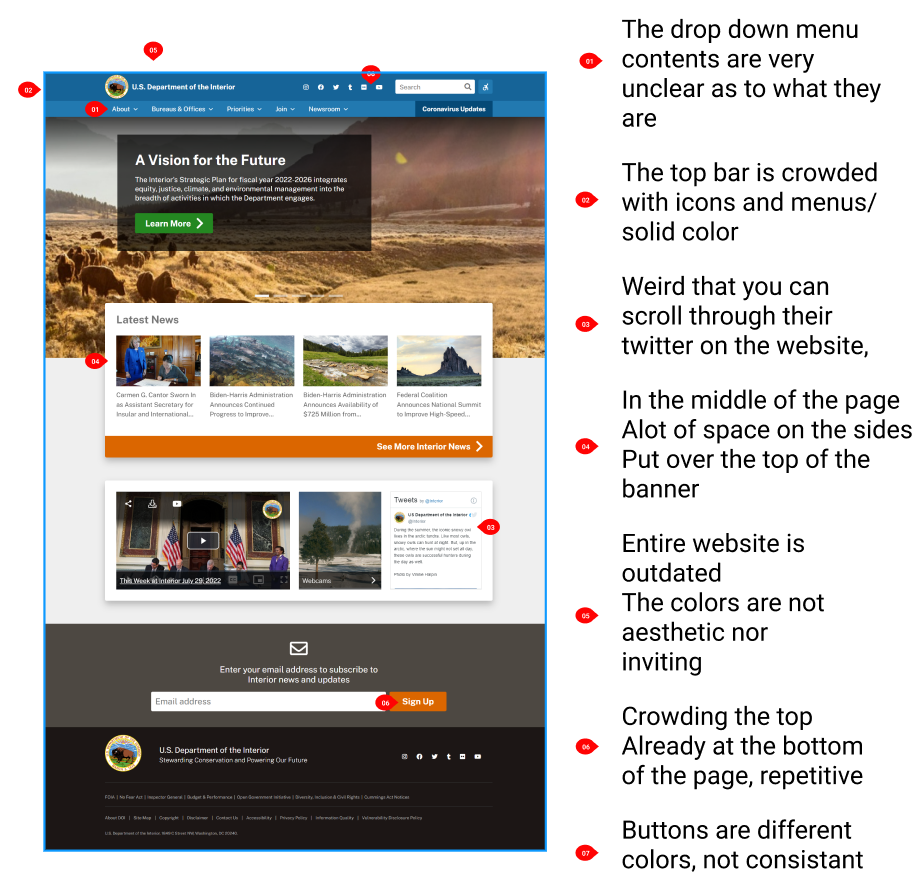 05
02
U.S. Department of the Interior
06
Search
01
About
Bureaus & Offices
Priorities
Join
Newsroom
Coronavirus Updates
A Vision for the Future
The Interior's Strategic Plan for fiscal year 2022-2026 integrates
equity, justice, climate, and environmental management into the
breadth of activities in which the Department engages.
Learn More
Latest News
04
Carmen G. Cantor Sworn In
as Assistant Secretary for
Insular and International...
Biden-Harris Administration
Announces Continued
Progress to Improve...
Biden-Harris Administration
Announces Availability of
$725 Million from...
Federal Coalition
Announces National Summit
to Improve High-Speed...
See More Interior News
This Week at Interior July 29, 2022
Webcams
Tweets by @Interior
US Department of the Interior
@Interior
03
During the summer, the iconic snowy owl
lives in the arctic tundra. Like most owls,
snowy owls can hunt at night. But, up in the
arctic, where the sun might not set all day,
these owls are successful hunters during
the day as well.
Photo by
Enter your email address to subscribe to
Interior news and updates
Email address
06
Sign Up
U.S. Department of the Interior
Stewarding Conservation and Powering Our Future
FOIA | No Fear Act | Inspector General | Budget & Performance | Open Government Initiative | Diversity, Inclusion & Civil Rights | Cummings Act Notices
About DOI | Site Map | Copyright | Disclaimer | Contact Us | Accessibility | Privacy Policy | Information Quality | Vulnerability Disclosure Policy
U.S. Department of the Interior, 1849 C Street NW, Washington, DC 20240.
01
The drop down menu
contents are very
unclear as to what they
are
02
The top bar is crowded
with icons and menus/
solid color
03
Weird that you can
scroll through their
twitter on the website,
04
In the middle of the page
Alot of space on the sides
Put over the top of the
banner
05
Entire website is
outdated
The colors are not
aesthetic nor
inviting
06
Crowding the top
Already at the bottom
of the page, repetitive
07
Buttons are different
colors, not consistant